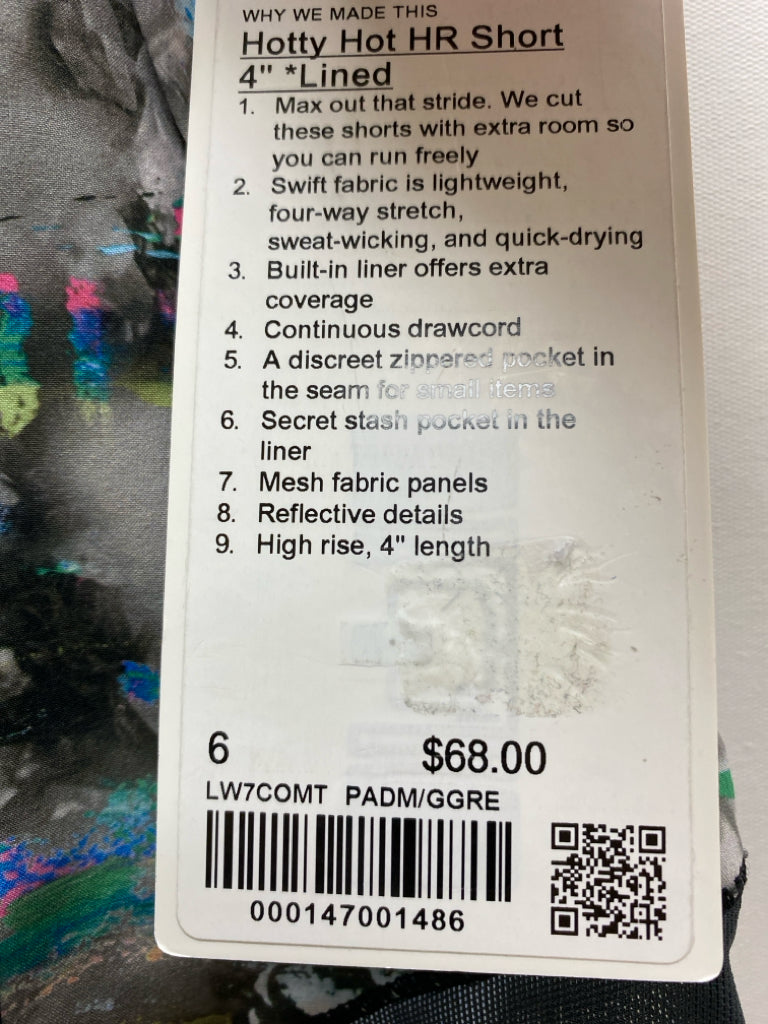 WHY WE MADE THIS
Hotty Hot HR Short
4" *Lined
1. Max out that stride. We cut
these shorts with extra room so
you can run freely
2. Swift fabric is lightweight,
four-way stretch,
sweat-wicking, and quick-drying
3. Built-in liner offers extra
coverage
4. Continuous drawcord
5. A discreet zippered pocket in
the seam for small items
6. Secret stash pocket in the
liner
7. Mesh fabric panels
8. Reflective details
9. High rise, 4" length
6 $68.00
LW7COMT PADM/GGRE
000147001486